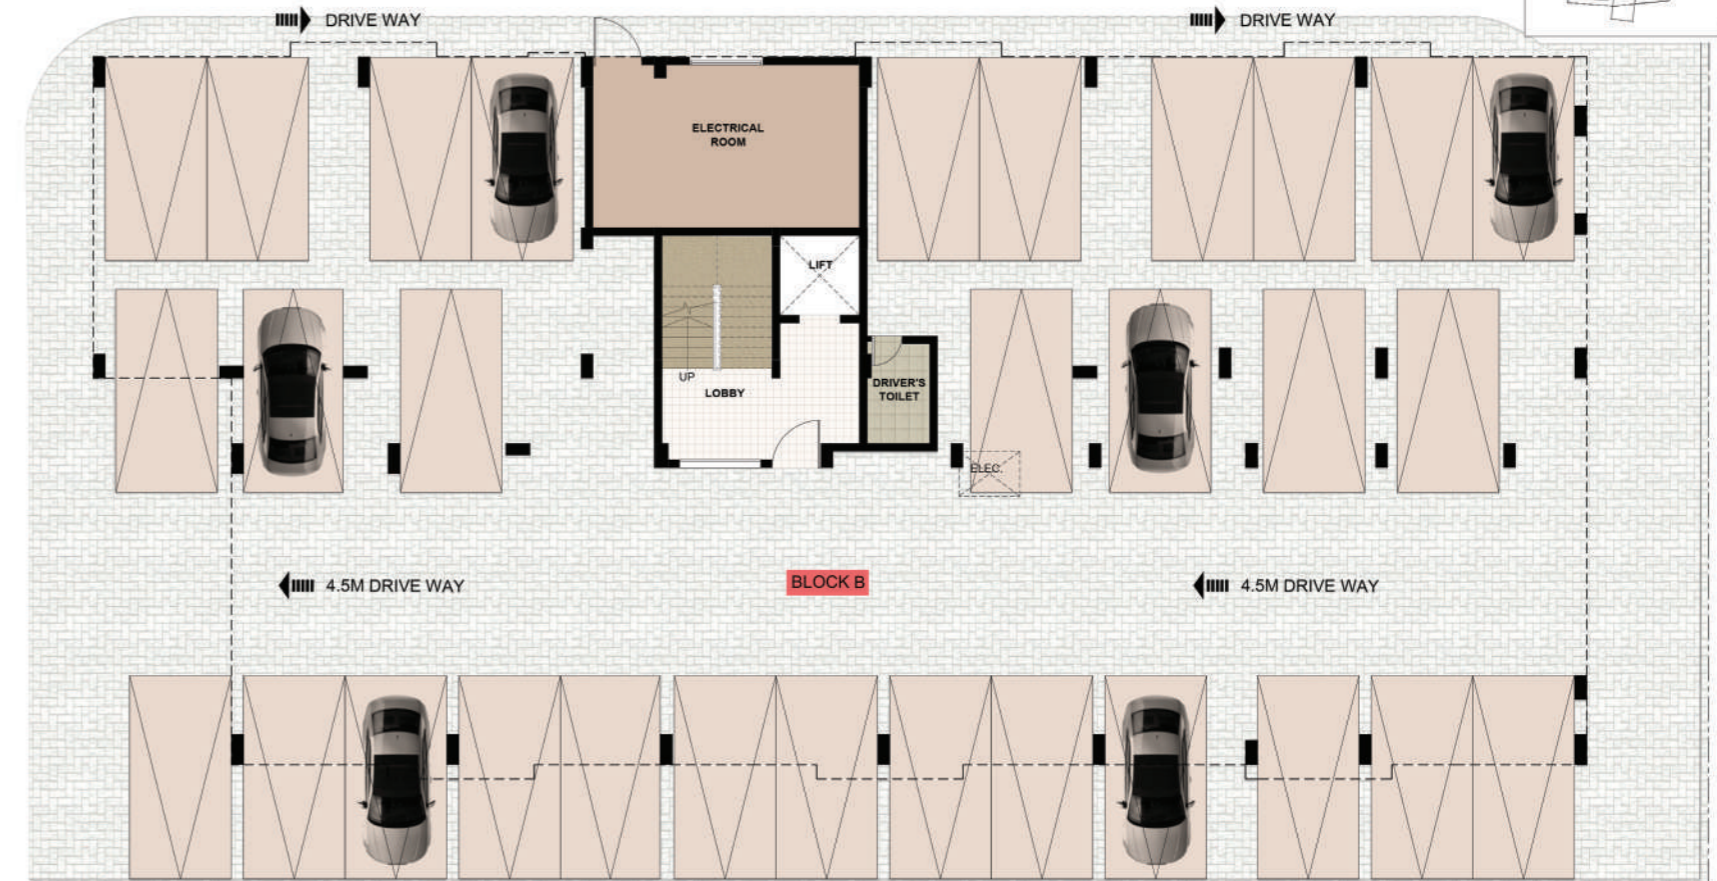 DRIVE WAY
DRIVE WAY
ELECTRICAL
ROOM
LIFT
UP
LOBBY
DRIVER'S
TOILET
ELEC.
4.5M DRIVE WAY
BLOCK B
4.5M DRIVE WAY